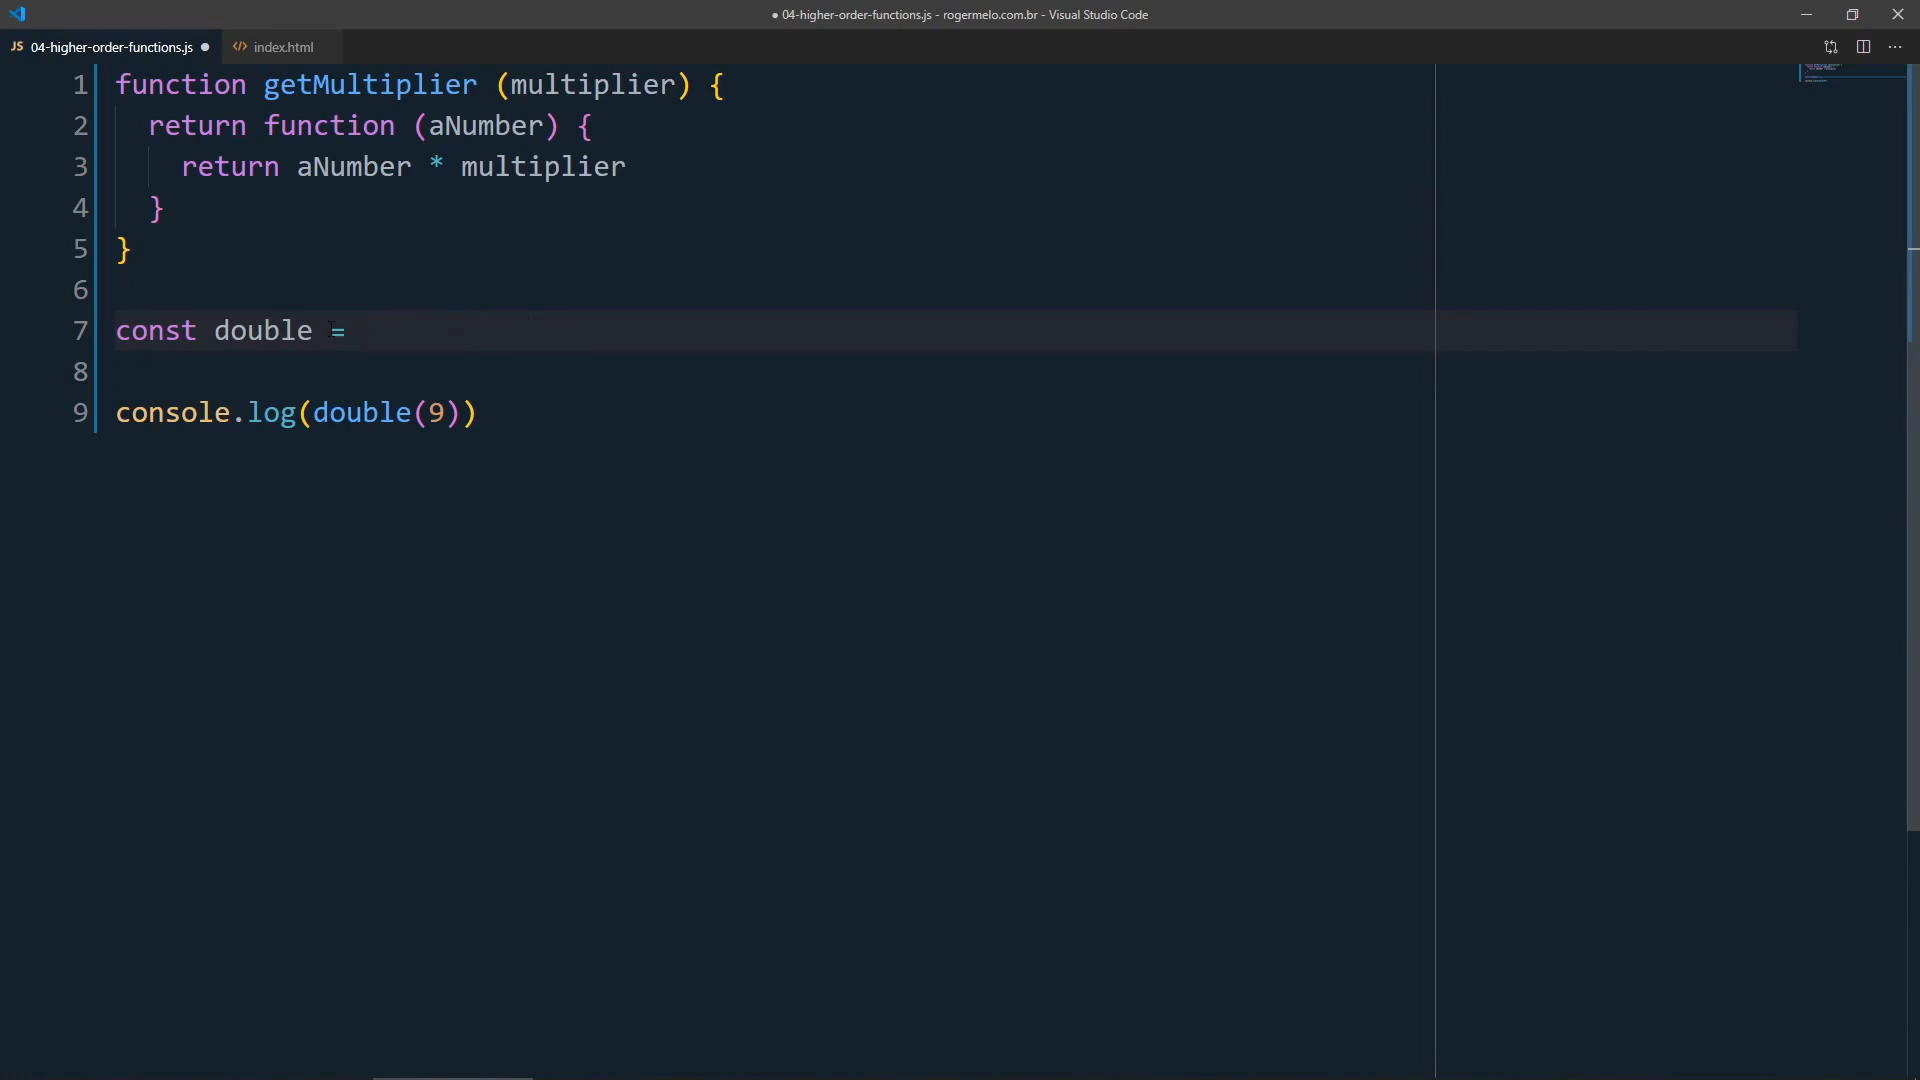 ● 04-higher-order-functions.js - rogermelo.com.br - Visual Studio Code
JS 04-higher-order-functions.js ●
index.html
1 function getMultiplier (multiplier) {
2   return function (aNumber) {
3     return aNumber * multiplier
4   }
5 }
6
7 const double =
8
9 console.log(double(9))